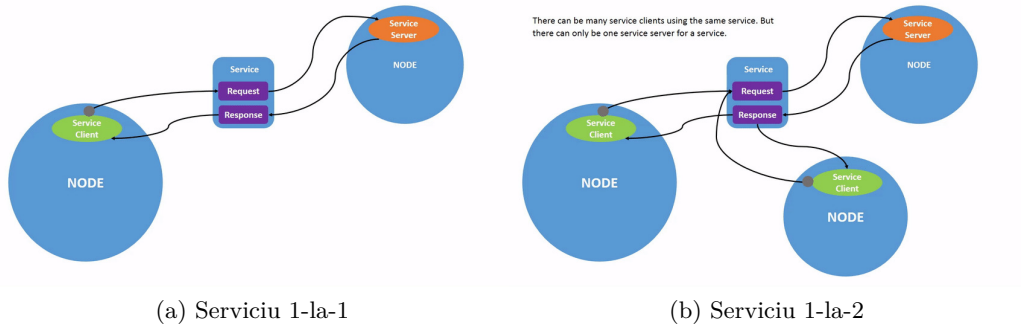 Service
Server
NODE
Service
Request
Response
Service
Client
NODE
(a) Serviciu 1-la-1
There can be many service clients using the same service. But
there can only be one service server for a service.
Service
Server
NODE
Service
Request
Response
Service
Client
NODE
Service
Client
NODE
(b) Serviciu 1-la-2